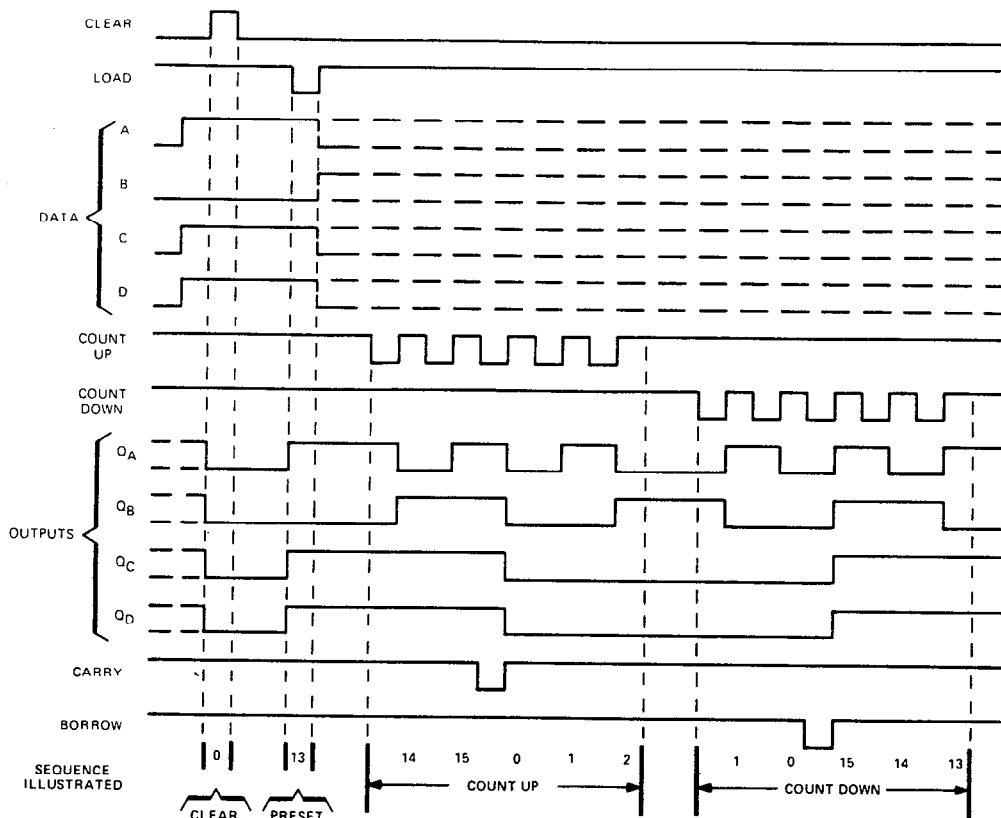 CLEAR
LOAD
A
B
DATA
C
D
COUNT
UP
COUNT
DOWN
QA
QB
OUTPUTS
QC
QD
CARRY
BORROW
SEQUENCE
ILLUSTRATED
0
13
14 15 0 1 2
1 0 15 14 13
COUNT UP
COUNT DOWN
CLEAR
PRESET